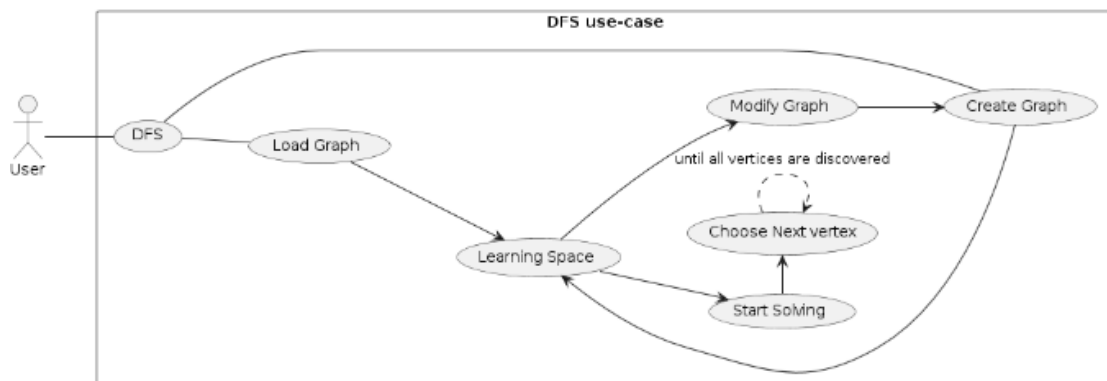 DFS use-case
User
DFS
Load Graph
Learning Space
Modify Graph
Create Graph
until all vertices are discovered
Choose Next vertex
Start Solving